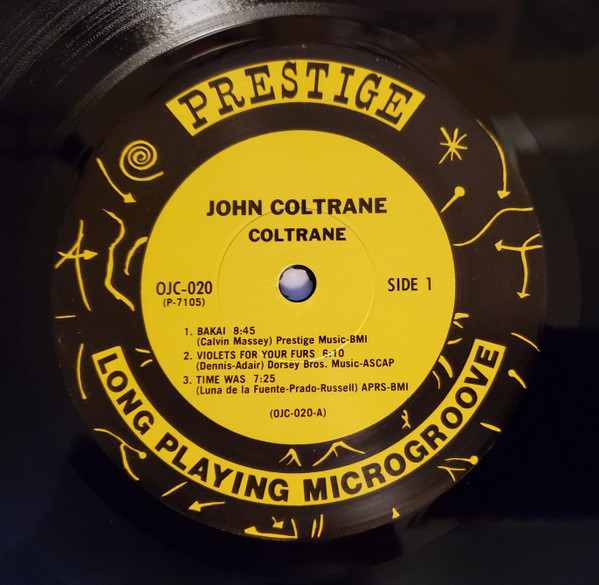 PRESTIGE
JOHN COLTRANE
COLTRANE
OJC-020
(P-7105)
SIDE 1
1. BAKAI 8:45
(Calvin Massey) Prestige Music-BMI
2. VIOLETS FOR YOUR FURS 6:10
(Dennis-Adair) Dorsey Bros. Music-ASCAP
3. TIME WAS 7:25
(Luna de la Fuente-Prado-Russell) APRS-BMI
(OJC-020-A)
LONG PLAYING MICROGROOVE